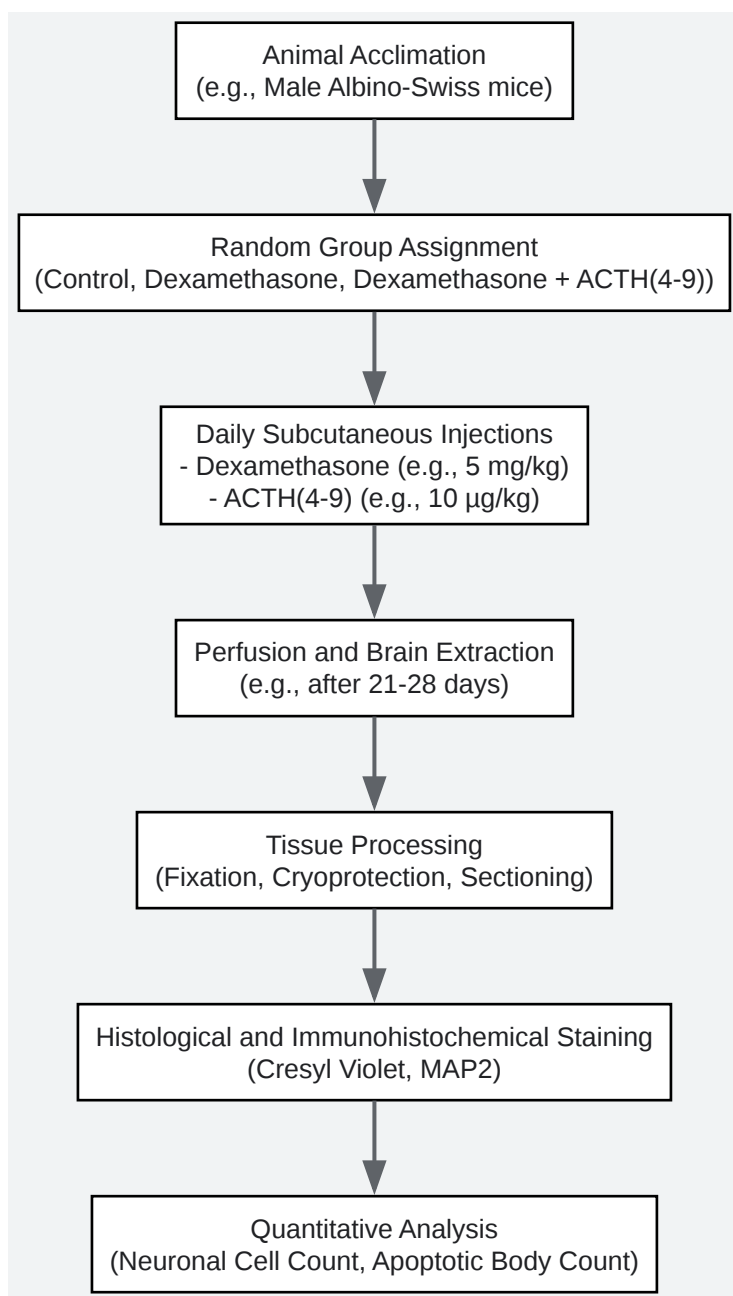 Animal Acclimation
(e.g., Male Albino-Swiss mice)
Random Group Assignment
(Control, Dexamethasone, Dexamethasone + ACTH(4-9))
Daily Subcutaneous Injections
- Dexamethasone (e.g., 5 mg/kg)
- ACTH(4-9) (e.g., 10 µg/kg)
Perfusion and Brain Extraction
(e.g., after 21-28 days)
Tissue Processing
(Fixation, Cryoprotection, Sectioning)
Histological and Immunohistochemical Staining
(Cresyl Violet, MAP2)
Quantitative Analysis
(Neuronal Cell Count, Apoptotic Body Count)